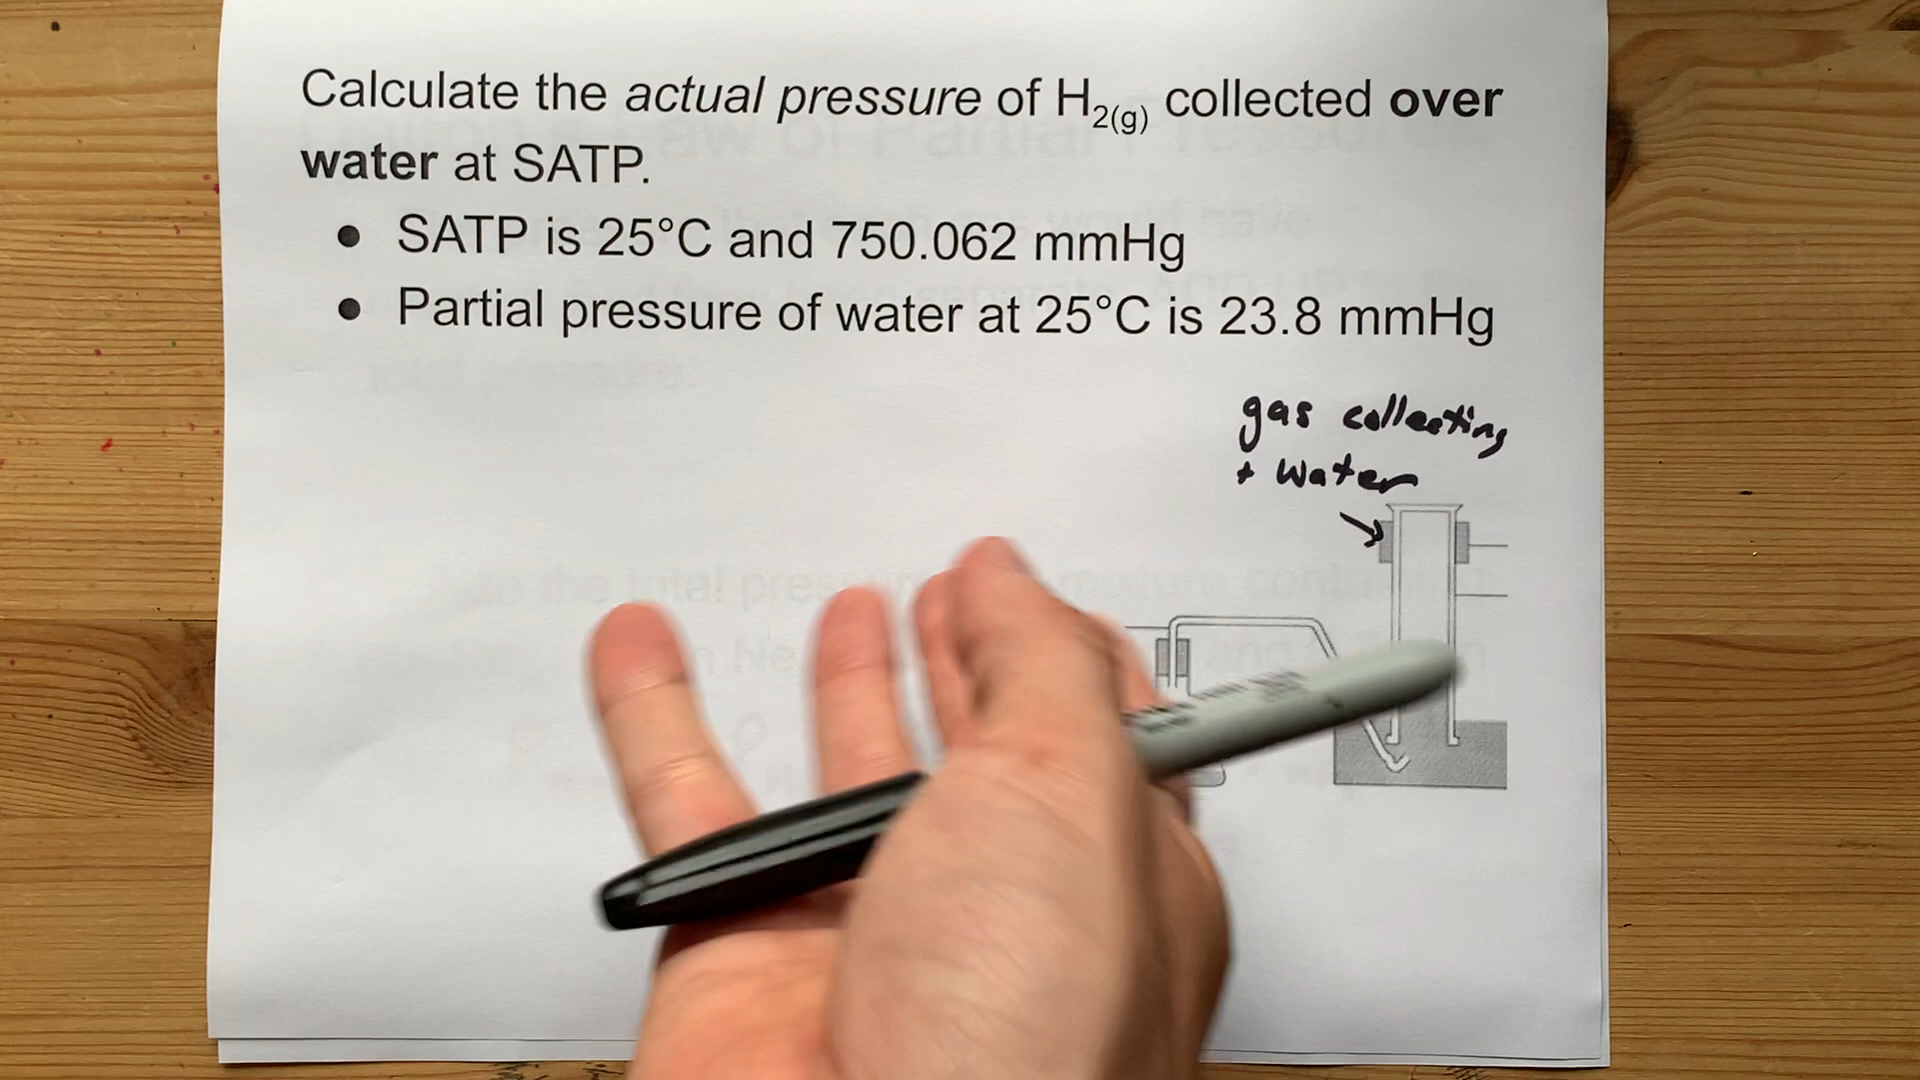 Calculate the actual pressure of H2(g) collected over
water at SATP.
● SATP is 25°C and 750.062 mmHg
● Partial pressure of water at 25°C is 23.8 mmHg
gas collecting
+ water